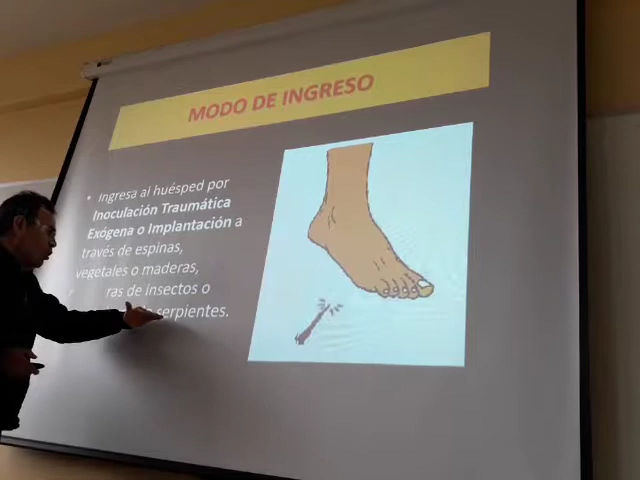 MODO DE INGRESO
• Ingresa al huésped por
Inoculación Traumática
Exógena o Implantación a
través de espinas,
vegetales o maderas,
ras de insectos o
serpientes.